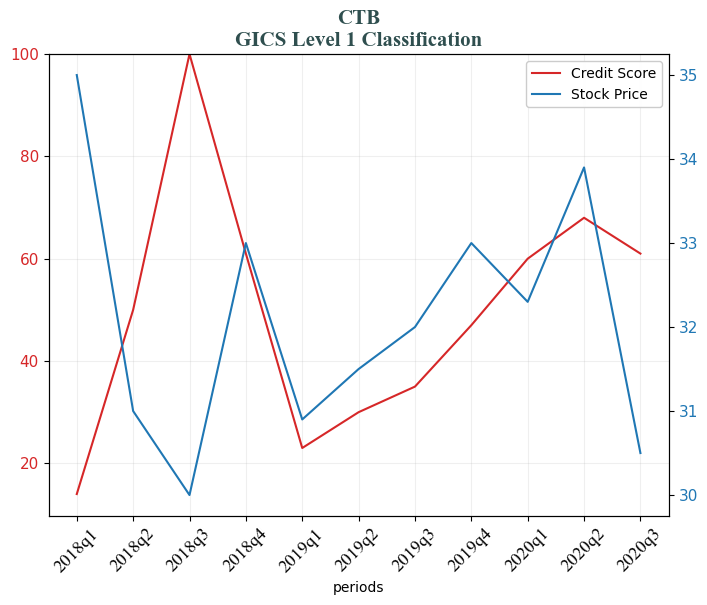 CTB
GICS Level 1 Classification
Credit Score
Stock Price
100
80
60
40
20
35
34
33
32
31
30
2018q1
2018q2
2018q3
2018q4
2019q1
2019q2
2019q3
2019q4
2020q1
2020q2
2020q3
periods